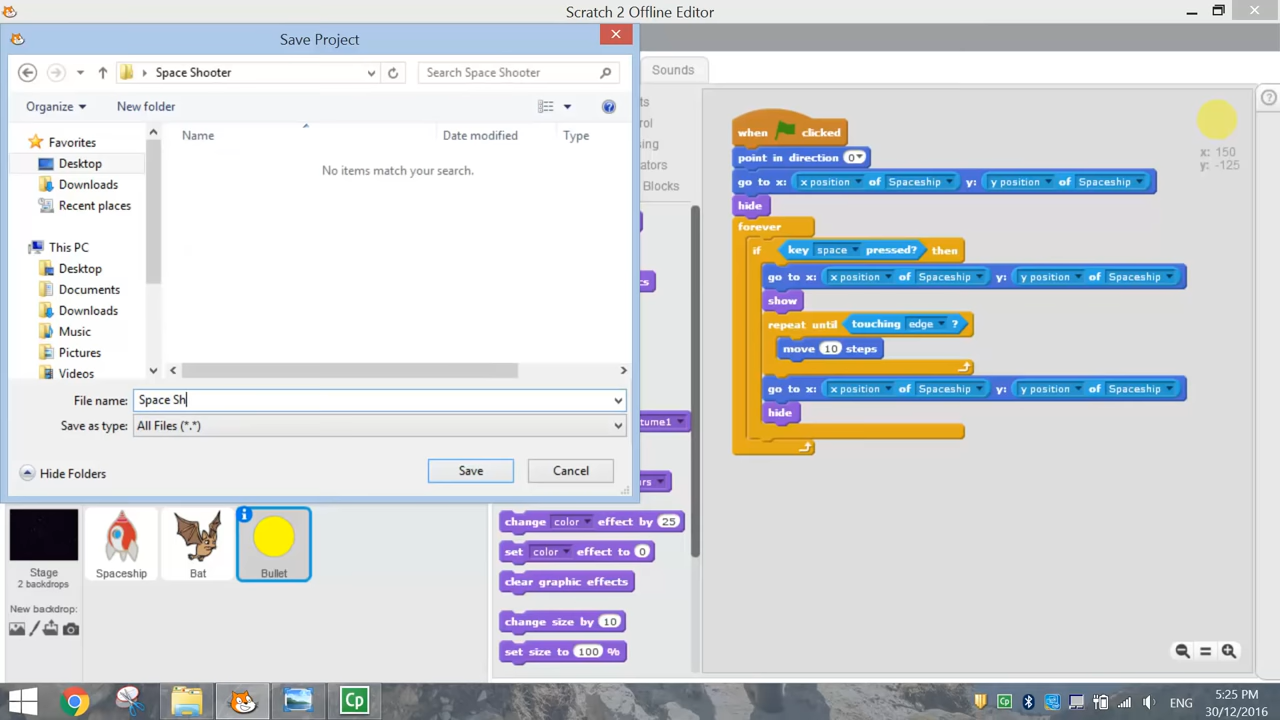 Scratch 2 Offline Editor
Save Project
Space Shooter
Search Space Shooter
Organize
New folder
Name
Date modified
Type
No items match your search.
Favorites
Desktop
Downloads
Recent places
This PC
Desktop
Documents
Downloads
Music
Pictures
Videos
File name: Space Sh
Save as type: All Files (*.*)
Hide Folders
Save
Cancel
Sounds
when clicked
point in direction 0
go to x: x position of Spaceship y: y position of Spaceship
hide
forever
if key space pressed? then
go to x: x position of Spaceship y: y position of Spaceship
show
repeat until touching edge ?
move 10 steps
go to x: x position of Spaceship y: y position of Spaceship
hide
x: 150
y: -125
Blocks
Stage
2 backdrops
New backdrop:
Spaceship
Bat
Bullet
change color effect by 25
set color effect to 0
clear graphic effects
change size by 10
set size to 100 %
Cp
Cp
ENG
5:25 PM
30/12/2016